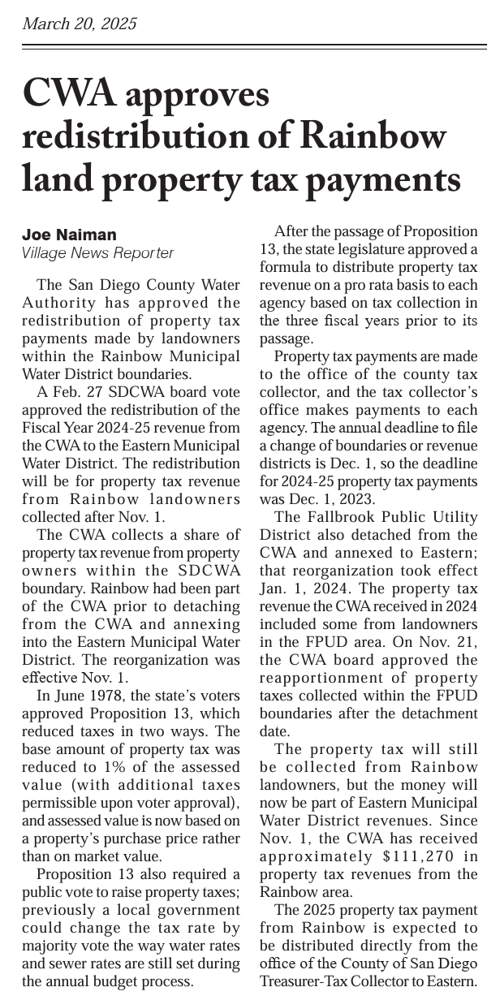 March 20, 2025
CWA approves
redistribution of Rainbow
land property tax payments
Joe Naiman
Village News Reporter
The San Diego County Water
Authority has approved the
redistribution of property tax
payments made by landowners
within the Rainbow Municipal
Water District boundaries.
A Feb. 27 SDCWA board vote
approved the redistribution of the
Fiscal Year 2024-25 revenue from
the CWA to the Eastern Municipal
Water District. The redistribution
will be for property tax revenue
from Rainbow landowners
collected after Nov. 1.
The CWA collects a share of
property tax revenue from property
owners within the SDCWA
boundary. Rainbow had been part
of the CWA prior to detaching
from the CWA and annexing
into the Eastern Municipal Water
District. The reorganization was
effective Nov. 1.
In June 1978, the state's voters
approved Proposition 13, which
reduced taxes in two ways. The
base amount of property tax was
reduced to 1% of the assessed
value (with additional taxes
permissible upon voter approval),
and assessed value is now based on
a property's purchase price rather
than on market value.
Proposition 13 also required a
public vote to raise property taxes;
previously a local government
could change the tax rate by
majority vote the way water rates
and sewer rates are still set during
the annual budget process.
After the passage of Proposition
13, the state legislature approved a
formula to distribute property tax
revenue on a pro rata basis to each
agency based on tax collection in
the three fiscal years prior to its
passage.
Property tax payments are made
to the office of the county tax
collector, and the tax collector's
office makes payments to each
agency. The annual deadline to file
a change of boundaries or revenue
districts is Dec. 1, so the deadline
for 2024-25 property tax payments
was Dec. 1, 2023.
The Fallbrook Public Utility
District also detached from the
CWA and annexed to Eastern;
that reorganization took effect
Jan. 1, 2024. The property tax
revenue the CWA received in 2024
included some from landowners
in the FPUD area. On Nov. 21,
the CWA board approved the
reapportionment of property
taxes collected within the FPUD
boundaries after the detachment
date.
The property tax will still
be collected from Rainbow
landowners, but the money will
now be part of Eastern Municipal
Water District revenues. Since
Nov. 1, the CWA has received
approximately $111,270 in
property tax revenues from the
Rainbow area.
The 2025 property tax payment
from Rainbow is expected to
be distributed directly from the
office of the County of San Diego
Treasurer-Tax Collector to Eastern.